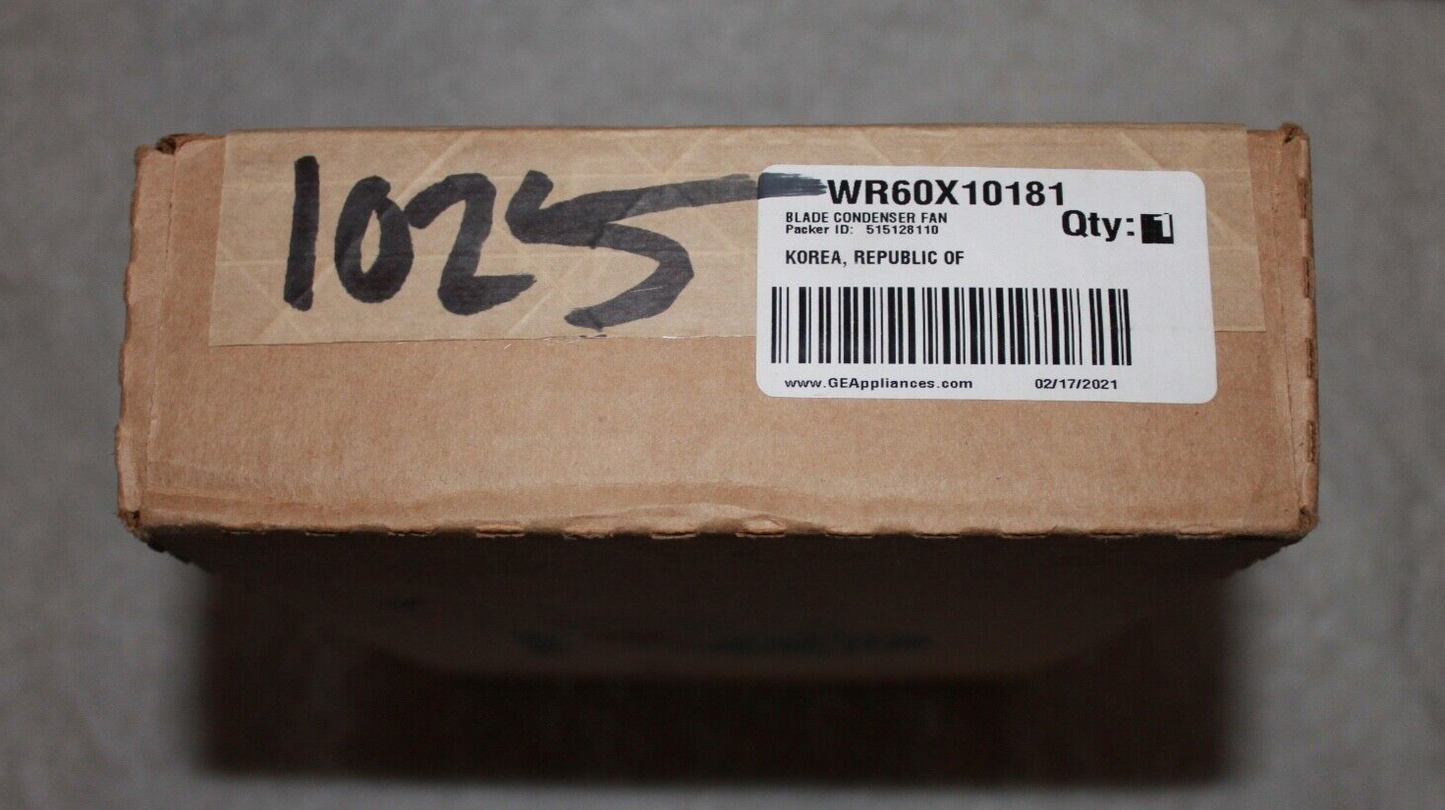 1025
WR60X10181
BLADE CONDENSER FAN
Qty: 1
Packer ID: 515128110
KOREA, REPUBLIC OF
www.GEAppliances.com 02/17/2021